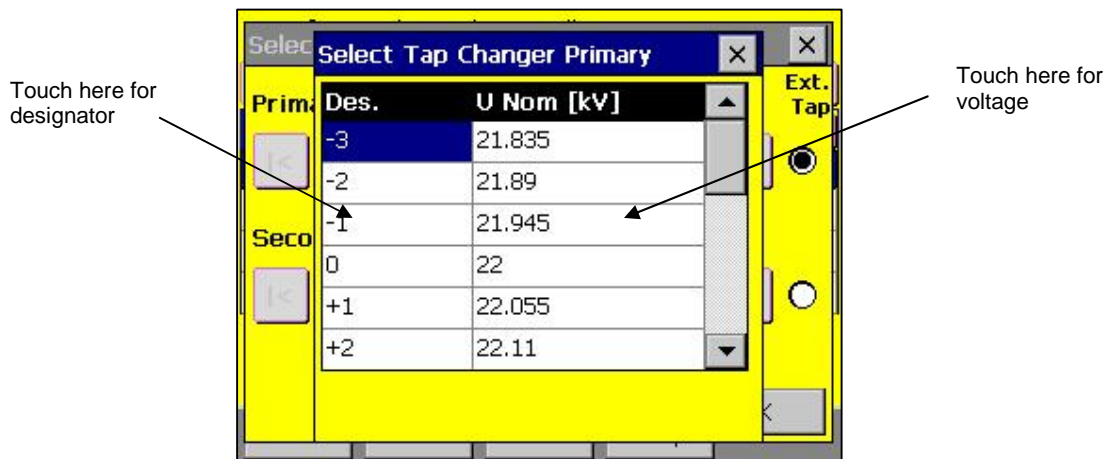 Touch here for
designator
Touch here for
voltage
Selec
Select Tap Changer Primary
Prima
Ext.
Tap
Des. U Nom [kV]
-3 21.835
-2 21.89
-1 21.945
0 22
+1 22.055
+2 22.11
|<
Seco
|<